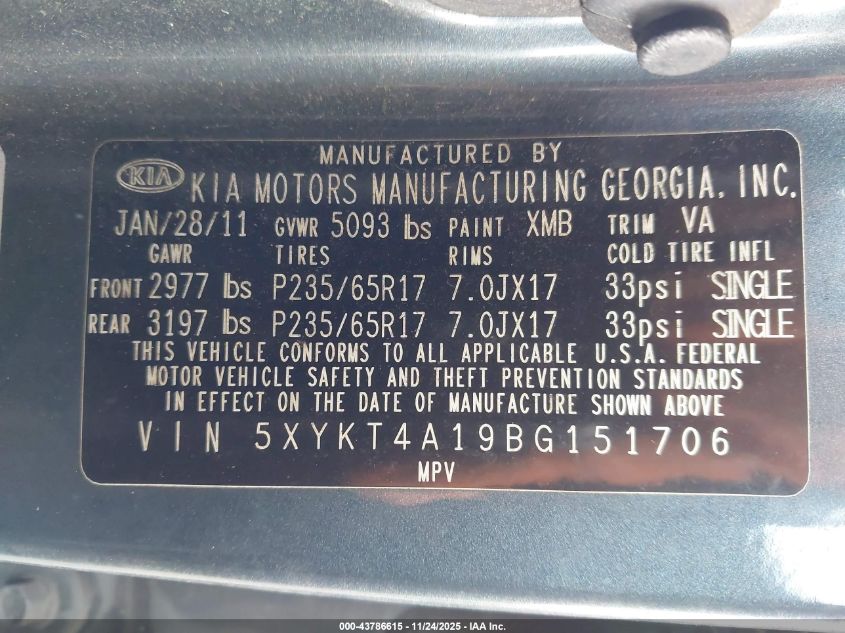 MANUFACTURED BY
KIA KIA MOTORS MANUFACTURING GEORGIA, INC.
JAN/28/11 GVWR 5093 lbs PAINT XMB TRIM VA
GAWR TIRES RIMS COLD TIRE INFL
FRONT 2977 lbs P235/65R17 7.0JX17 33psi SINGLE
REAR 3197 lbs P235/65R17 7.0JX17 33psi SINGLE
THIS VEHICLE CONFORMS TO ALL APPLICABLE U.S.A. FEDERAL
MOTOR VEHICLE SAFETY AND THEFT PREVENTION STANDARDS
IN EFFECT ON THE DATE OF MANUFACTURE SHOWN ABOVE
VIN 5XYKT4A19BG151706
MPV
000-43786615 - 11/24/2025 - IAA Inc.